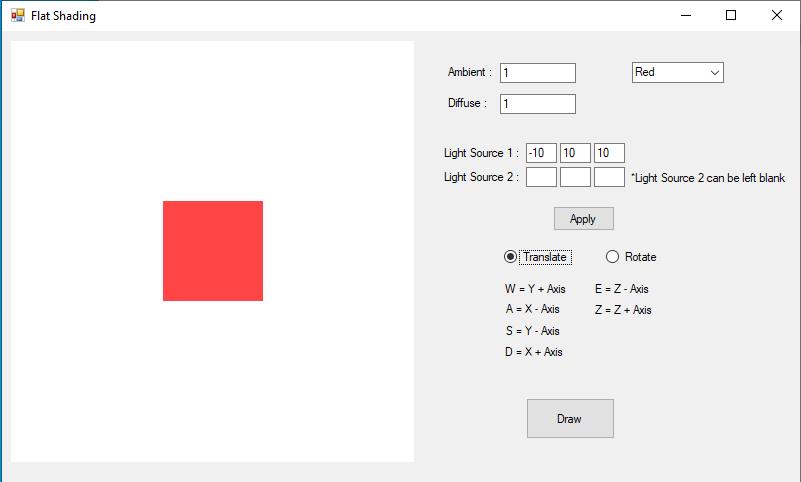 Flat Shading
Ambient : 1 Red
Diffuse : 1
Light Source 1 : -10 10 10
Light Source 2 : *Light Source 2 can be left blank
Apply
Translate Rotate
W = Y + Axis E = Z - Axis
A = X - Axis Z = Z + Axis
S = Y - Axis
D = X + Axis
Draw